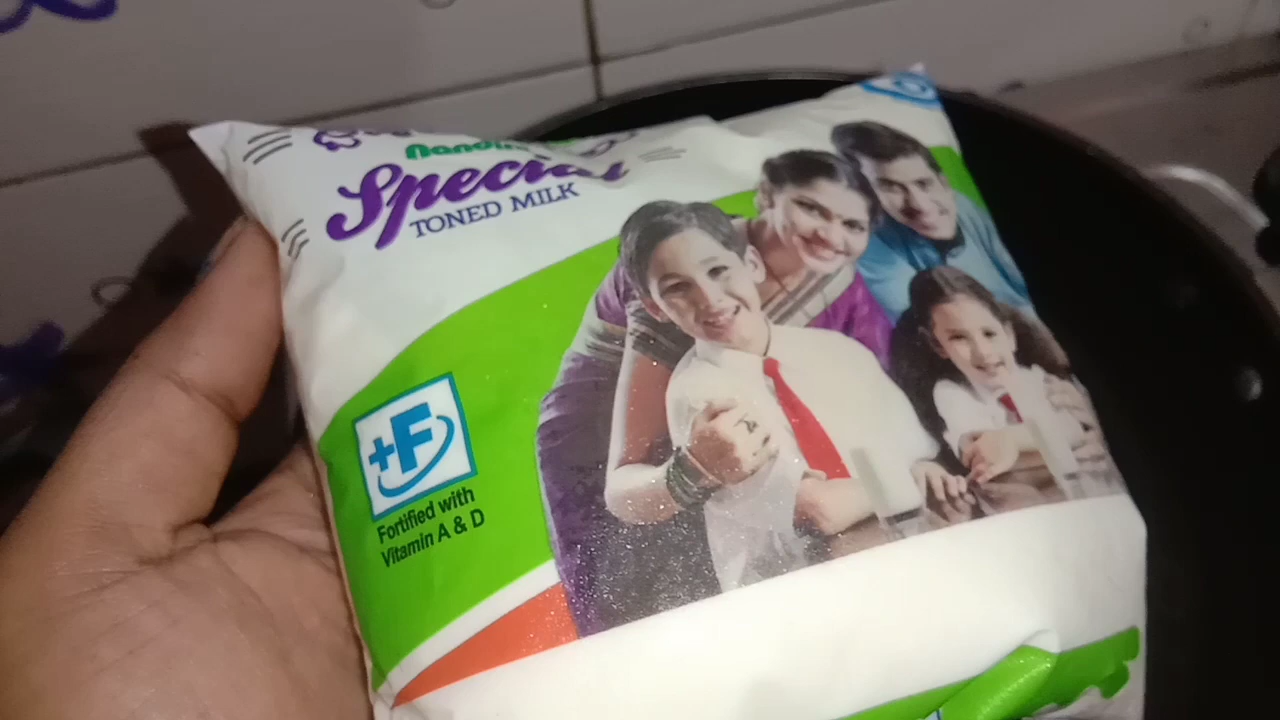 Special
TONED MILK
+F
Fortified with
Vitamin A & D